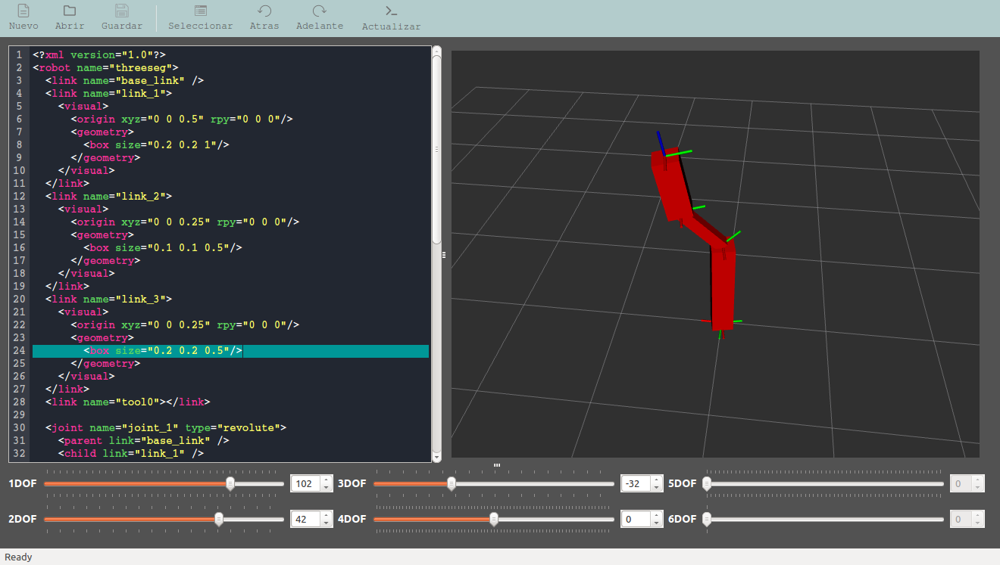 Nuevo Abrir Guardar Seleccionar Atras Adelante Actualizar
1 <?xml version="1.0"?>
2 <robot name="threeseg">
3   <link name="base_link" />
4   <link name="link_1">
5     <visual>
6       <origin xyz="0 0 0.5" rpy="0 0 0"/>
7       <geometry>
8         <box size="0.2 0.2 1"/>
9       </geometry>
10     </visual>
11   </link>
12   <link name="link_2">
13     <visual>
14       <origin xyz="0 0 0.25" rpy="0 0 0"/>
15       <geometry>
16         <box size="0.1 0.1 0.5"/>
17       </geometry>
18     </visual>
19   </link>
20   <link name="link_3">
21     <visual>
22       <origin xyz="0 0 0.25" rpy="0 0 0"/>
23       <geometry>
24         <box size="0.2 0.2 0.5"/>
25       </geometry>
26     </visual>
27   </link>
28   <link name="tool0"></link>
29
30   <joint name="joint_1" type="revolute">
31     <parent link="base_link" />
32     <child link="link_1" />
1DOF 102 3DOF -32 5DOF 0
2DOF 42 4DOF 0 6DOF 0
Ready